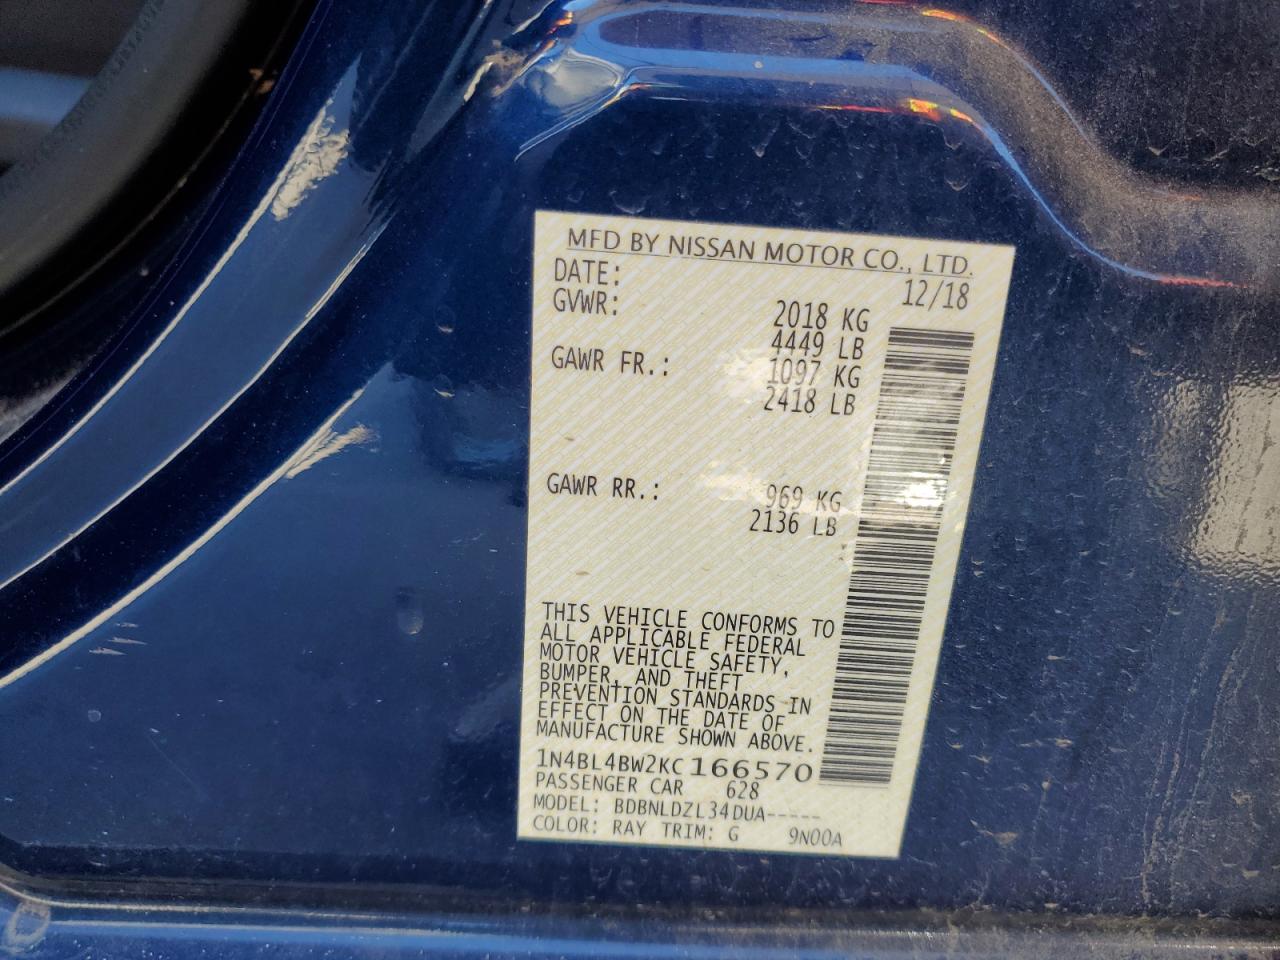 MFD BY NISSAN MOTOR CO., LTD.
DATE: 12/18
GVWR: 2018 KG
4449 LB
GAWR FR.: 1097 KG
2418 LB
GAWR RR.: 969 KG
2136 LB
THIS VEHICLE CONFORMS TO
ALL APPLICABLE FEDERAL
MOTOR VEHICLE SAFETY,
BUMPER, AND THEFT
PREVENTION STANDARDS IN
EFFECT ON THE DATE OF
MANUFACTURE SHOWN ABOVE.
1N4BL4BW2KC166570
PASSENGER CAR 628
MODEL: BDBNLDZL34DUA-----
COLOR: RAY TRIM: G 9N00A